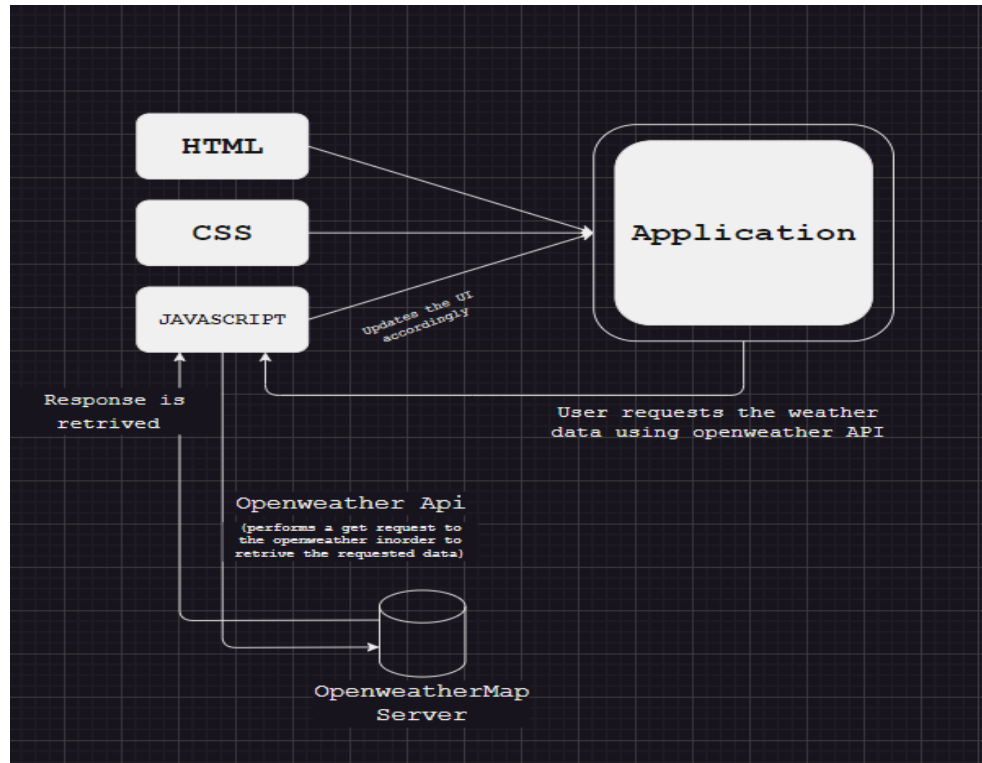 HTML
CSS
Application
JAVASCRIPT
Updates the UI
accordingly
Response is
retrived
User requests the weather
data using openweather API
Openweather Api
(performs a get request to
the openweather inorder to
retrive the requested data)
OpenweatherMap
Server